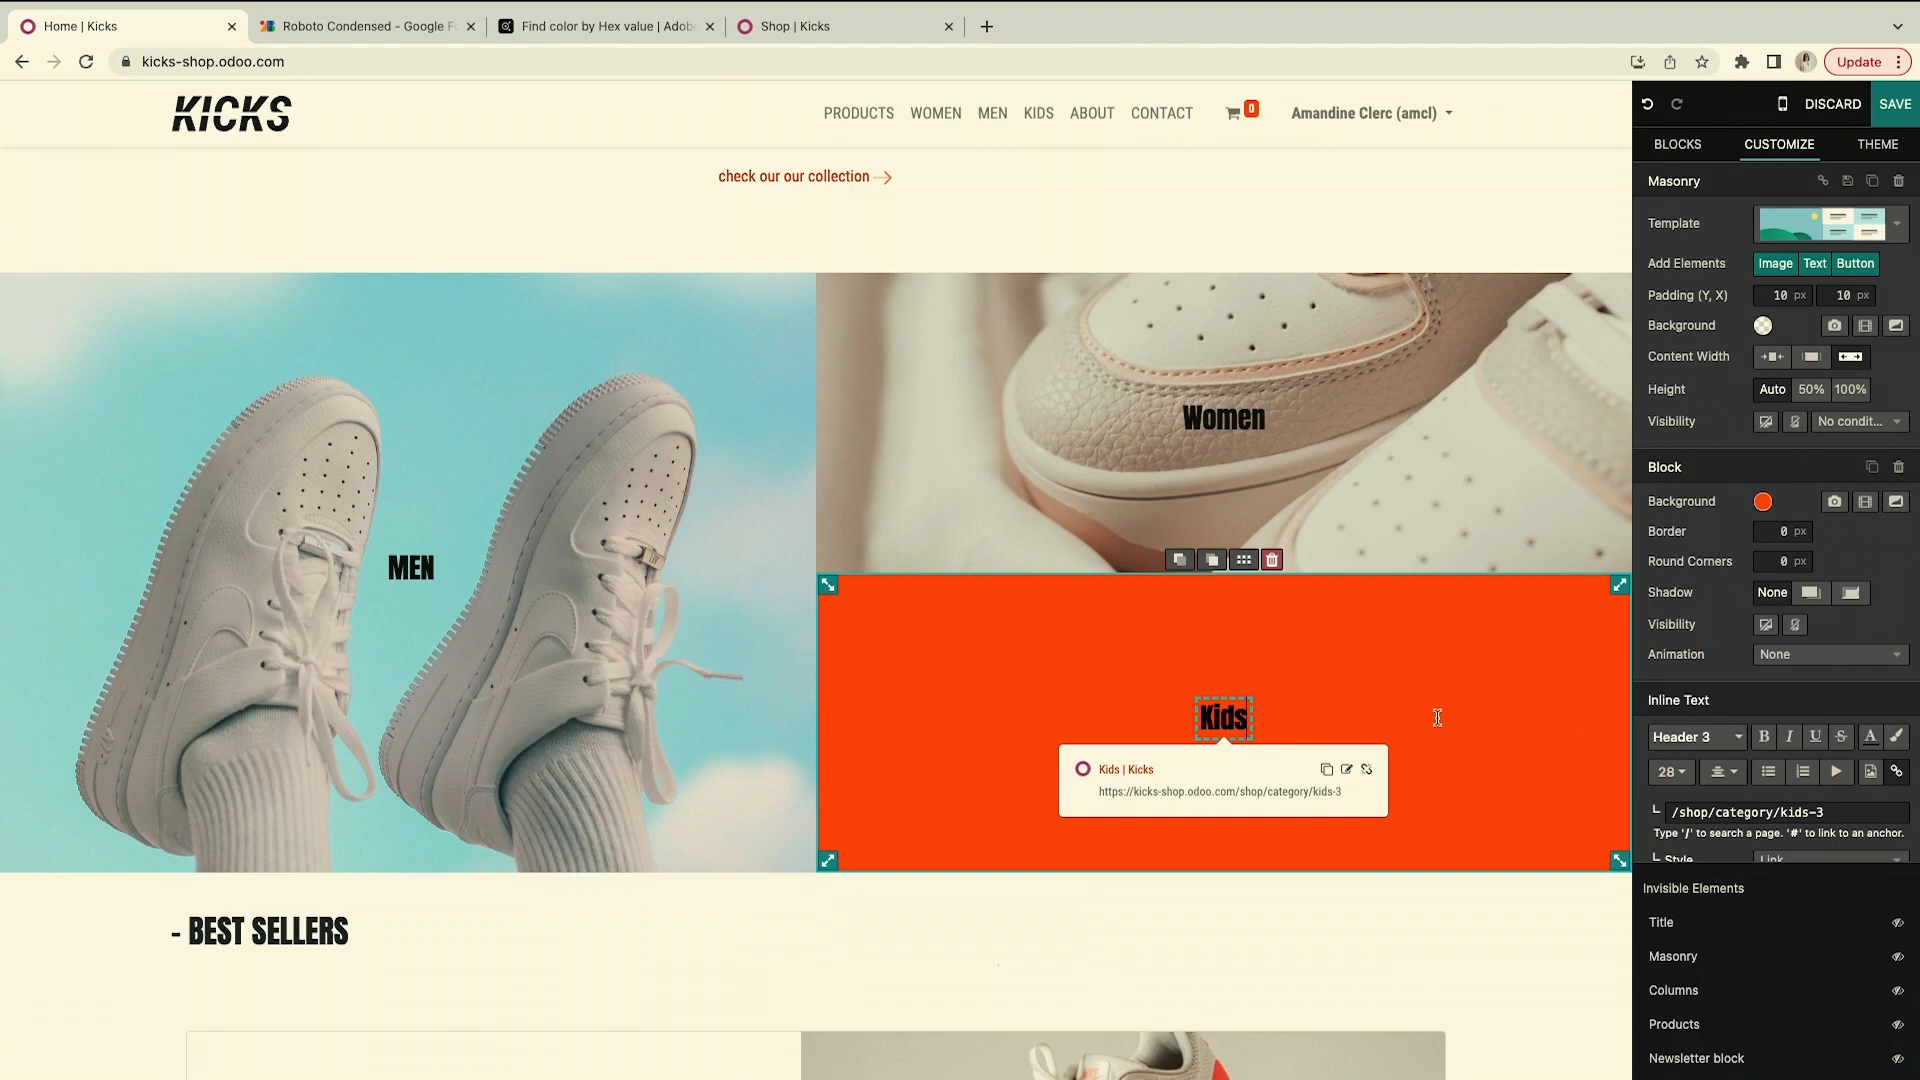 Home | Kicks
Roboto Condensed - Google Fo
Find color by Hex value | Adob
Shop | Kicks
kicks-shop.odoo.com
Update
KICKS
PRODUCTS WOMEN MEN KIDS ABOUT CONTACT 0 Amandine Clerc (amcl)
check our our collection
MEN
Women
Kids
Kids | Kicks
https://kicks-shop.odoo.com/shop/category/kids-3
- BEST SELLERS
DISCARD SAVE
BLOCKS CUSTOMIZE THEME
Masonry
Template
Add Elements Image Text Button
Padding (Y, X) 10 px 10 px
Background
Content Width
Height Auto 50% 100%
Visibility No condit...
Block
Background
Border 0 px
Round Corners 0 px
Shadow None
Visibility
Animation None
Inline Text
Header 3 B I U S A
28
/shop/category/kids-3
Type '/' to search a page. '#' to link to an anchor.
Style Link
Invisible Elements
Title
Masonry
Columns
Products
Newsletter block